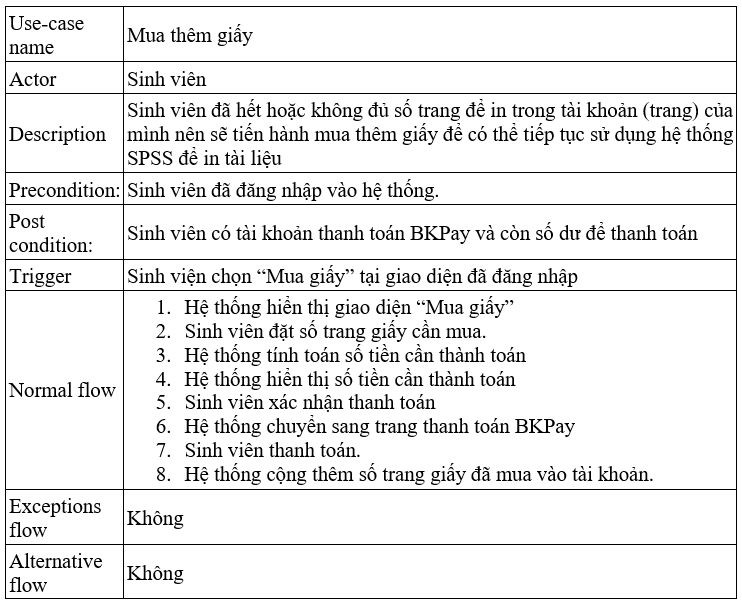 Use-case
name
Mua thêm giấy
Actor
Sinh viên
Description
Sinh viên đã hết hoặc không đủ số trang để in trong tài khoản (trang) của
mình nên sẽ tiến hành mua thêm giấy để có thể tiếp tục sử dụng hệ thống
SPSS để in tài liệu
Precondition:
Sinh viên đã đăng nhập vào hệ thống.
Post
condition:
Sinh viên có tài khoản thanh toán BKPay và còn số dư để thanh toán
Trigger
Sinh viện chọn “Mua giấy” tại giao diện đã đăng nhập
Normal flow
1. Hệ thống hiển thị giao diện “Mua giấy”
2. Sinh viên đặt số trang giấy cần mua.
3. Hệ thống tính toán số tiền cần thành toán
4. Hệ thống hiển thị số tiền cần thành toán
5. Sinh viên xác nhận thanh toán
6. Hệ thống chuyển sang trang thanh toán BKPay
7. Sinh viên thanh toán.
8. Hệ thống cộng thêm số trang giấy đã mua vào tài khoản.
Exceptions
flow
Không
Alternative
flow
Không